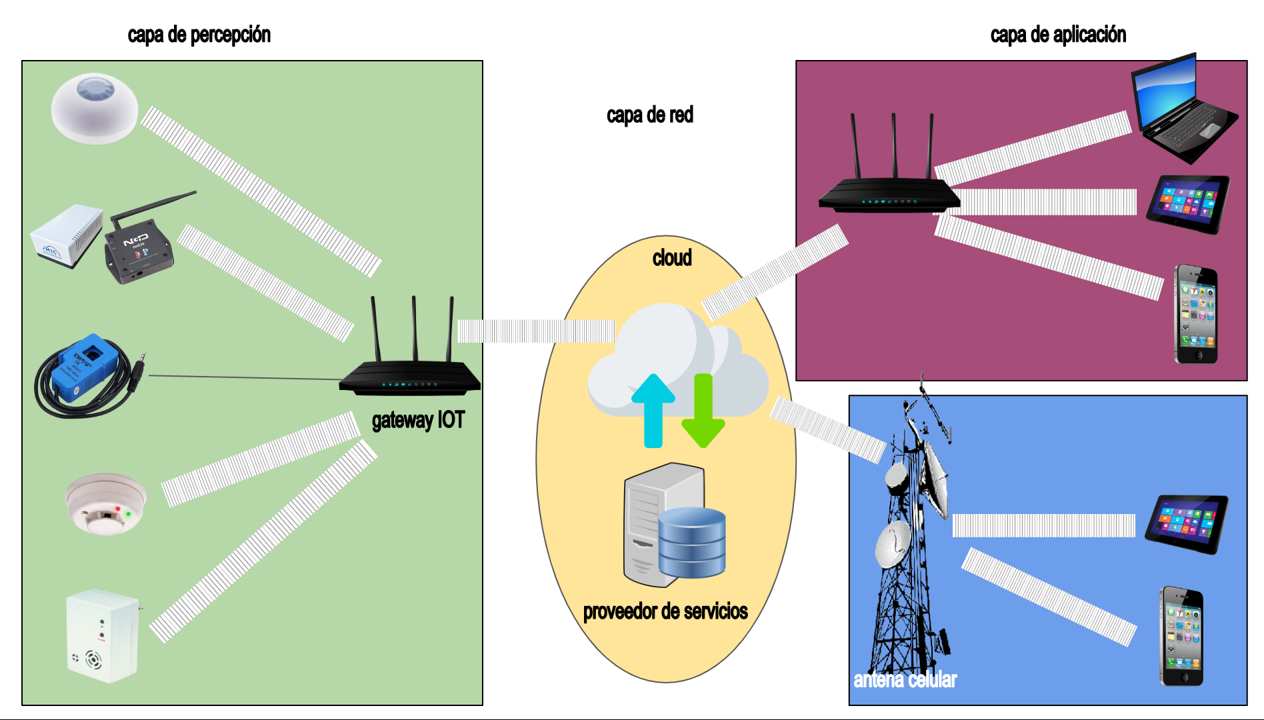 capa de percepción
capa de aplicación
capa de red
cloud
gateway IOT
proveedor de servicios
antena celular